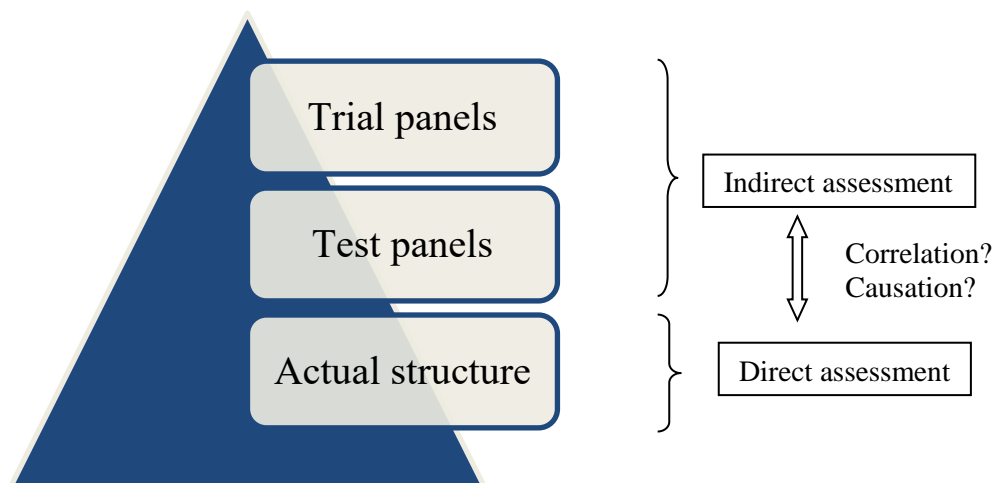 Trial panels
Test panels
Actual structure
Indirect assessment
Correlation?
Causation?
Direct assessment